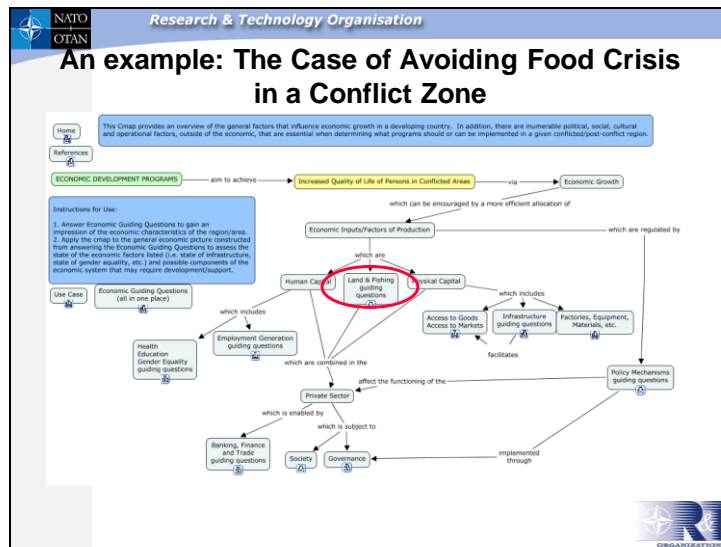 NATO
OTAN
Research & Technology Organisation
An example: The Case of Avoiding Food Crisis
in a Conflict Zone
Home
References
This Cmap provides an overview of the general factors that influence economic growth in a developing country. In addition, there are inumerable political, social, cultural
and operational factors, outside of the economic, that are essential when determining what programs should or can be implemented in a given conflicted/post-conflict region.
ECONOMIC DEVELOPMENT PROGRAMS
aim to achieve
Increased Quality of Life of Persons in Conflicted Areas
via
Economic Growth
which can be encouraged by a more efficient allocation of
Instructions for Use:
1. Answer Economic Guiding Questions to gain an
impression of the economic characteristics of the region/area.
2. Apply the cmap to the general economic picture constructed
from answering the Economic Guiding Questions to assess the
state of the economic factors listed (i.e. state of infrastructure,
state of gender equality, etc.) and possible components of the
economic system that may require development/support.
Economic Inputs/Factors of Production
which are regulated by
which are
Human Capital
Land & Fishing
guiding
questions
Physical Capital
Use Case
Economic Guiding Questions
(all in one place)
which includes
which includes
Access to Goods
Access to Markets
Infrastructure
guiding questions
Factories, Equipment,
Materials, etc.
facilitates
Health
Education
Gender Equality
guiding questions
Employment Generation
guiding questions
which are combined in the
Policy Mechanisms
guiding questions
affect the functioning of the
Private Sector
which is enabled by
which is subject to
Banking, Finance
and Trade
guiding questions
Society
Governance
implemented
through
R&T
ORGANIZATION